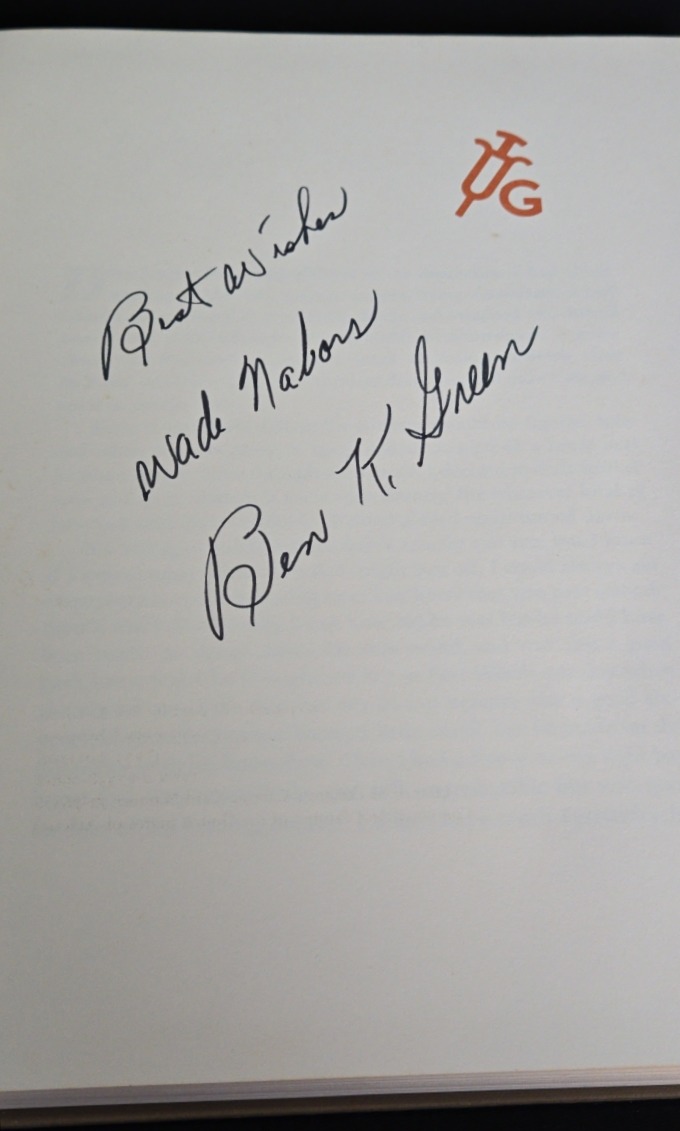 G
Best Wishes
Wade Nabors
Ben K. Green